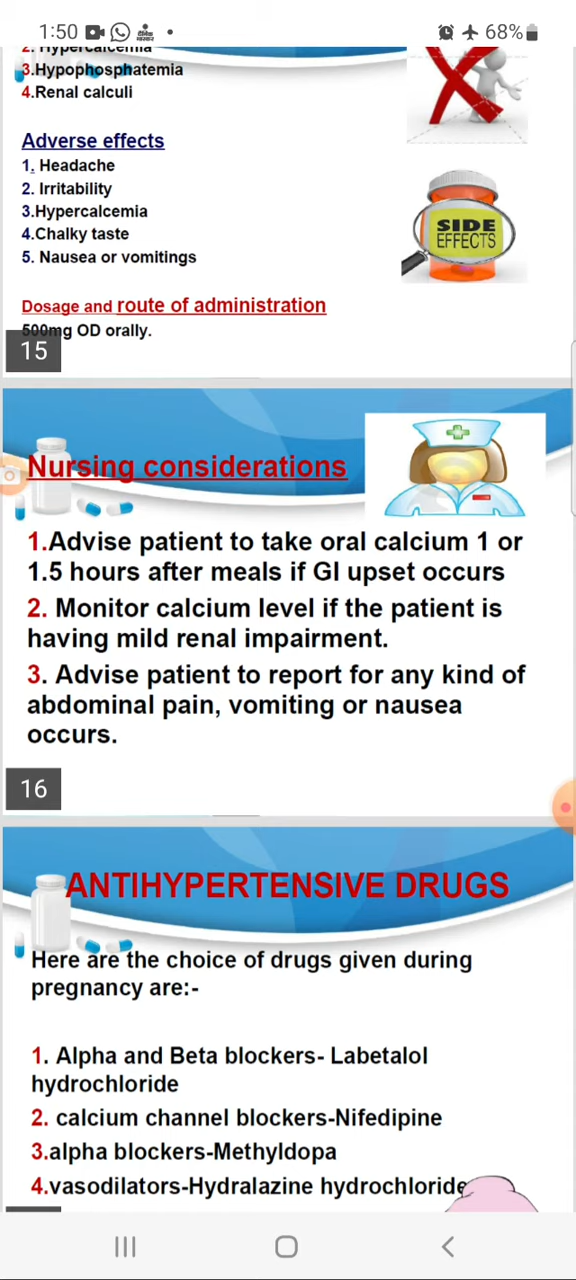 1:50
68%
2. Hypercalcemia
3.Hypophosphatemia
4.Renal calculi
Adverse effects
1. Headache
2. Irritability
3.Hypercalcemia
4.Chalky taste
5. Nausea or vomitings
SIDE
EFFECTS
Dosage and route of administration
500mg OD orally.
15
Nursing considerations
1.Advise patient to take oral calcium 1 or
1.5 hours after meals if GI upset occurs
2. Monitor calcium level if the patient is
having mild renal impairment.
3. Advise patient to report for any kind of
abdominal pain, vomiting or nausea
occurs.
16
ANTIHYPERTENSIVE DRUGS
Here are the choice of drugs given during
pregnancy are:-
1. Alpha and Beta blockers- Labetalol
hydrochloride
2. calcium channel blockers-Nifedipine
3.alpha blockers-Methyldopa
4.vasodilators-Hydralazine hydrochloride